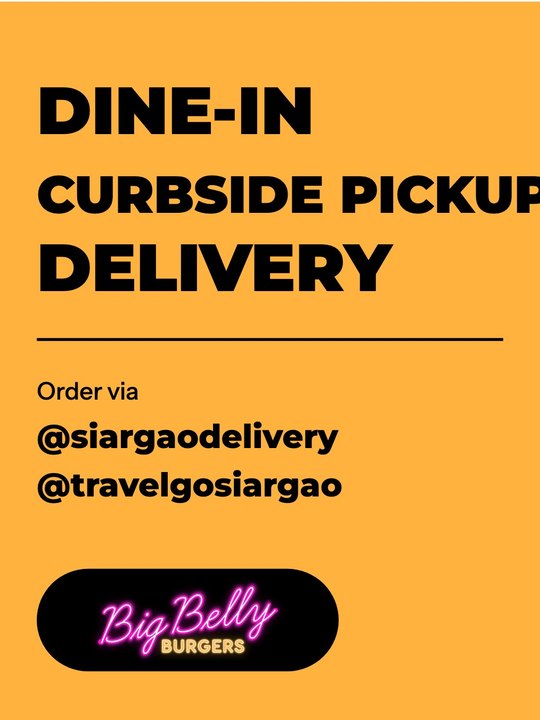 DINE-IN
CURBSIDE PICKUP
DELIVERY
Order via
@siargaodelivery
@travelgosiargao
Big Belly
BURGERS